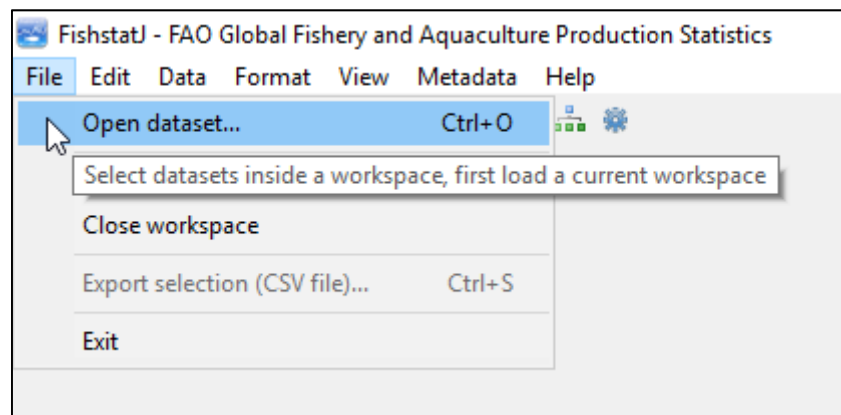 FishstatJ - FAO Global Fishery and Aquaculture Production Statistics
File Edit Data Format View Metadata Help
Open dataset... Ctrl+O
Select datasets inside a workspace, first load a current workspace
Close workspace
Export selection (CSV file)... Ctrl+S
Exit